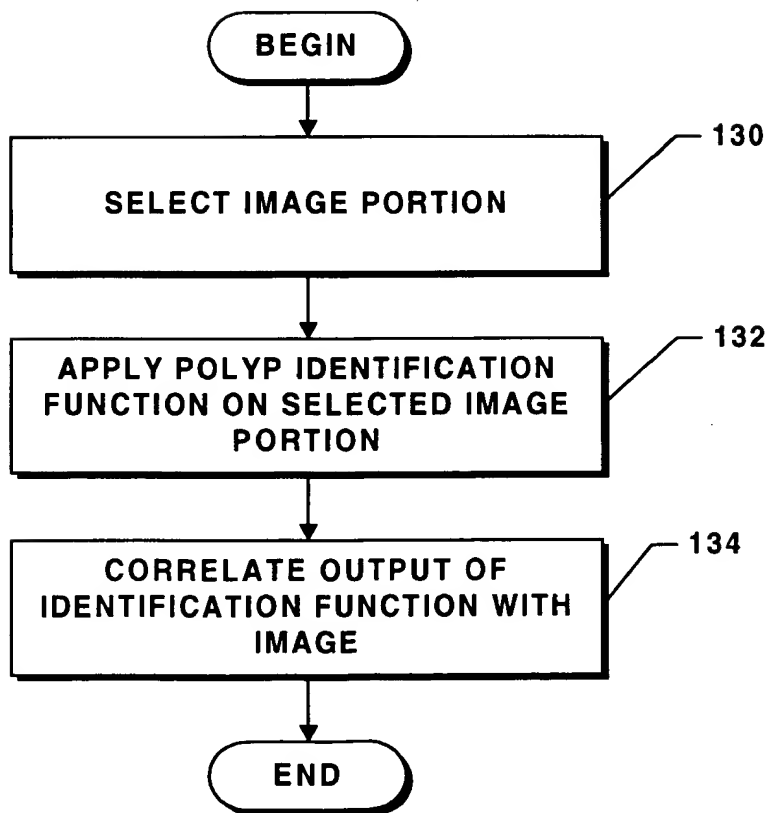 BEGIN
130
SELECT IMAGE PORTION
132
APPLY POLYP IDENTIFICATION
FUNCTION ON SELECTED IMAGE
PORTION
134
CORRELATE OUTPUT OF
IDENTIFICATION FUNCTION WITH
IMAGE
END